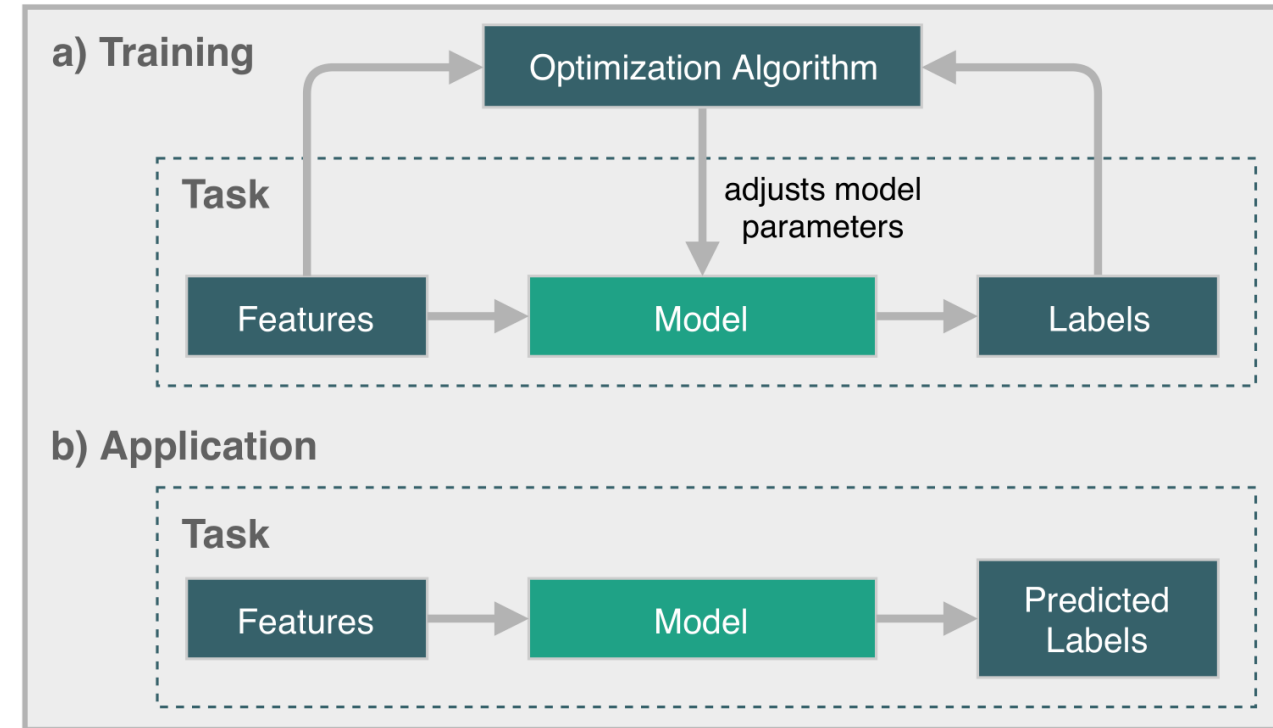 a) Training
Optimization Algorithm
Task
adjusts model
parameters
Features
Model
Labels
b) Application
Task
Features
Model
Predicted
Labels